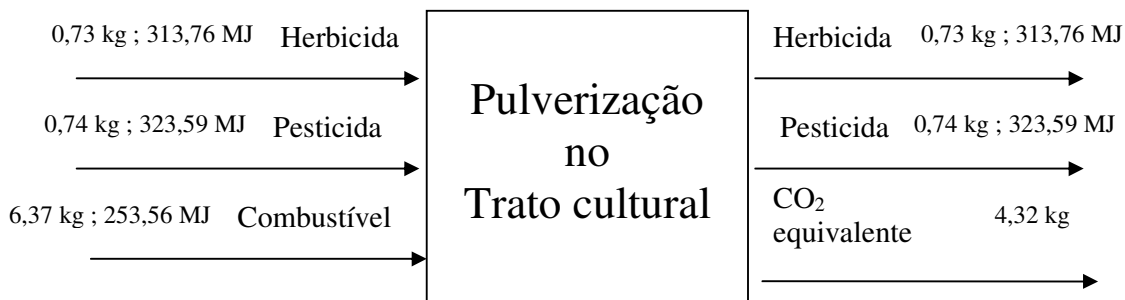 0,73 kg ; 313,76 MJ Herbicida
0,74 kg ; 323,59 MJ Pesticida
6,37 kg ; 253,56 MJ Combustível
Pulverização
no
Trato cultural
Herbicida 0,73 kg ; 313,76 MJ
Pesticida 0,74 kg ; 323,59 MJ
CO₂
equivalente 4,32 kg